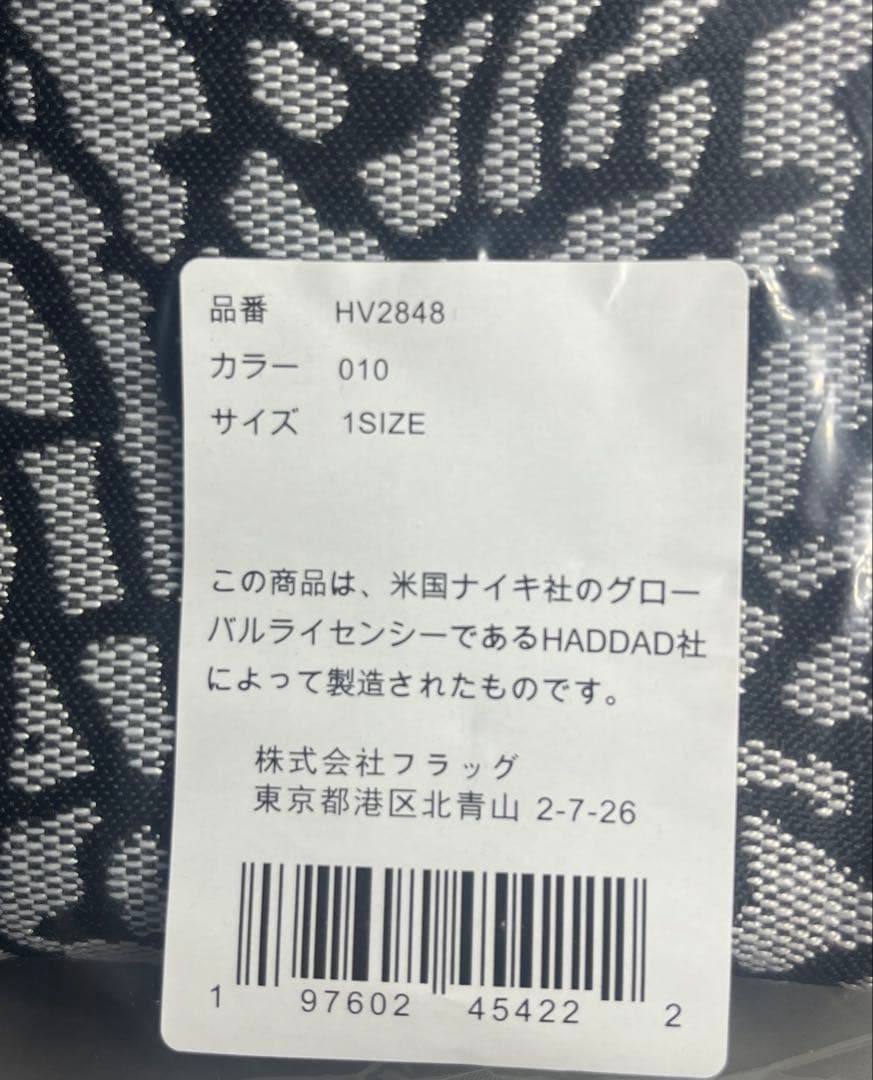 品番 HV2848
カラー 010
サイズ 1SIZE
この商品は、米国ナイキ社のグロー
バルライセンシーであるHADDAD社
によって製造されたものです。
株式会社フラッグ
東京都港区北青山 2-7-26
1 97602 45422 2